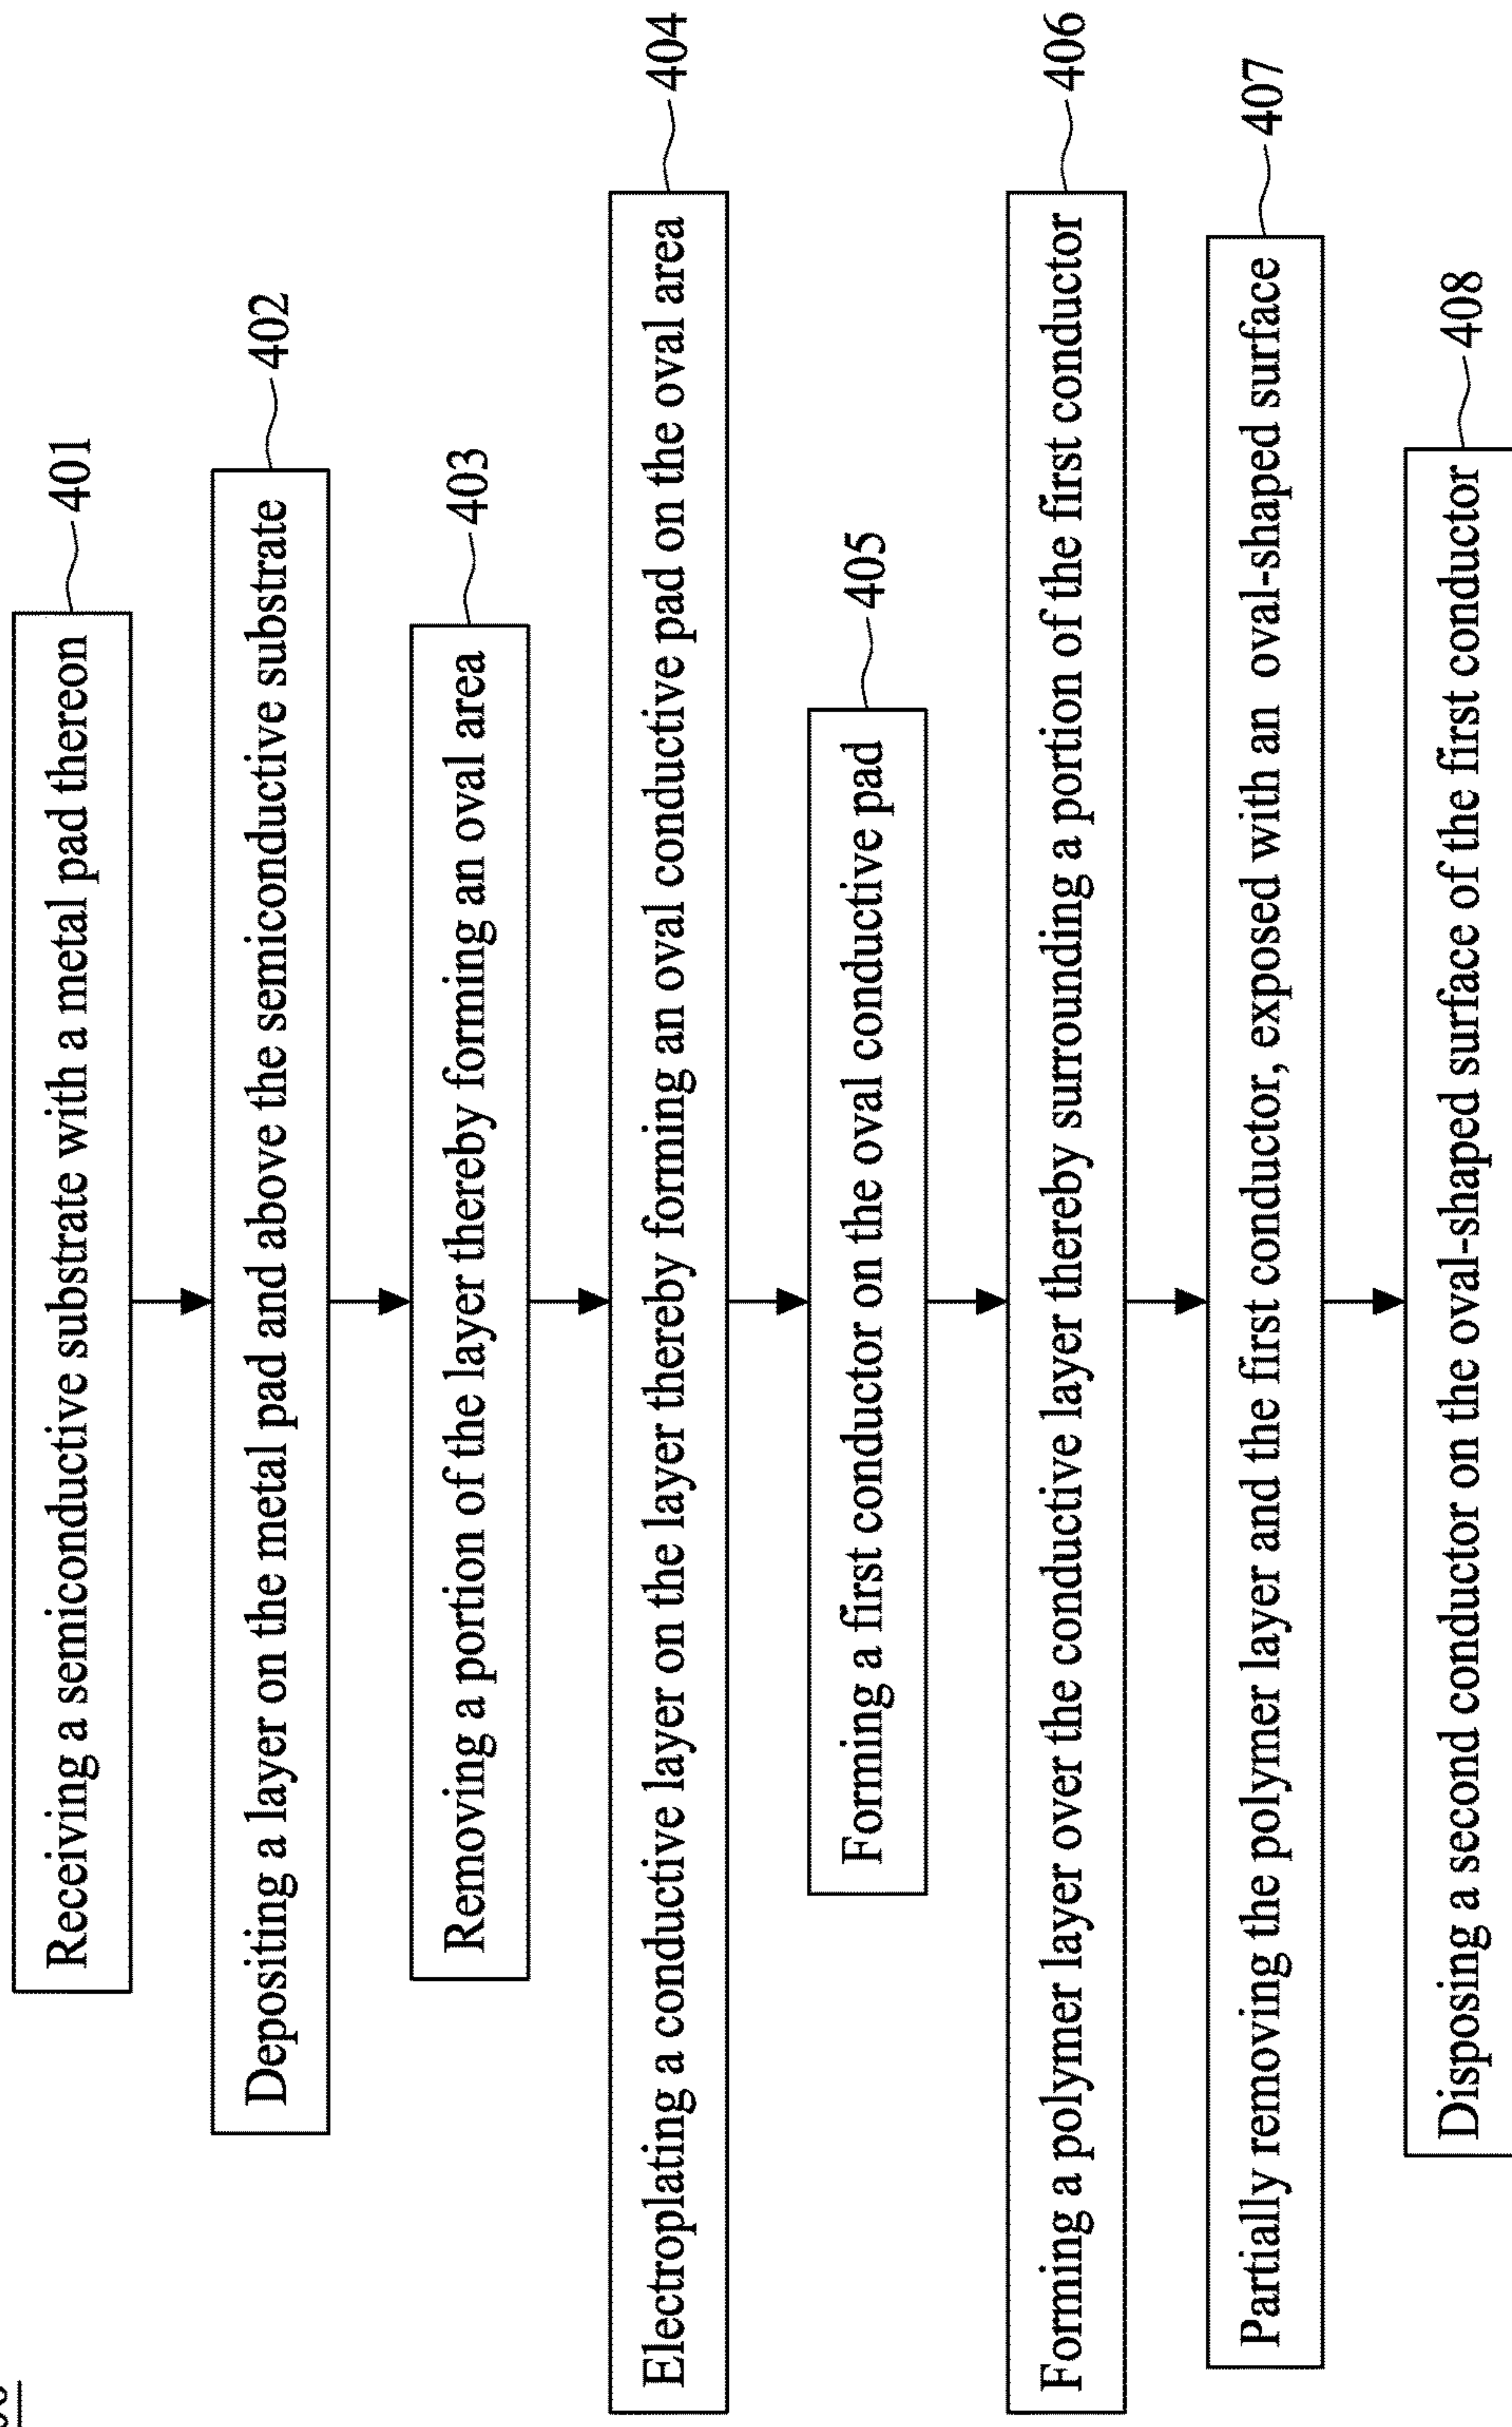 Receiving a semiconductive substrate with a metal pad thereon
401
Depositing a layer on the metal pad and above the semiconductive substrate
402
Removing a portion of the layer thereby forming an oval area
403
Electroplating a conductive layer on the layer thereby forming an oval conductive pad on the oval area
404
Forming a first conductor on the oval conductive pad
405
Forming a polymer layer over the conductive layer thereby surrounding a portion of the first conductor
406
Partially removing the polymer layer and the first conductor, exposed with an oval-shaped surface
407
Disposing a second conductor on the oval-shaped surface of the first conductor
408